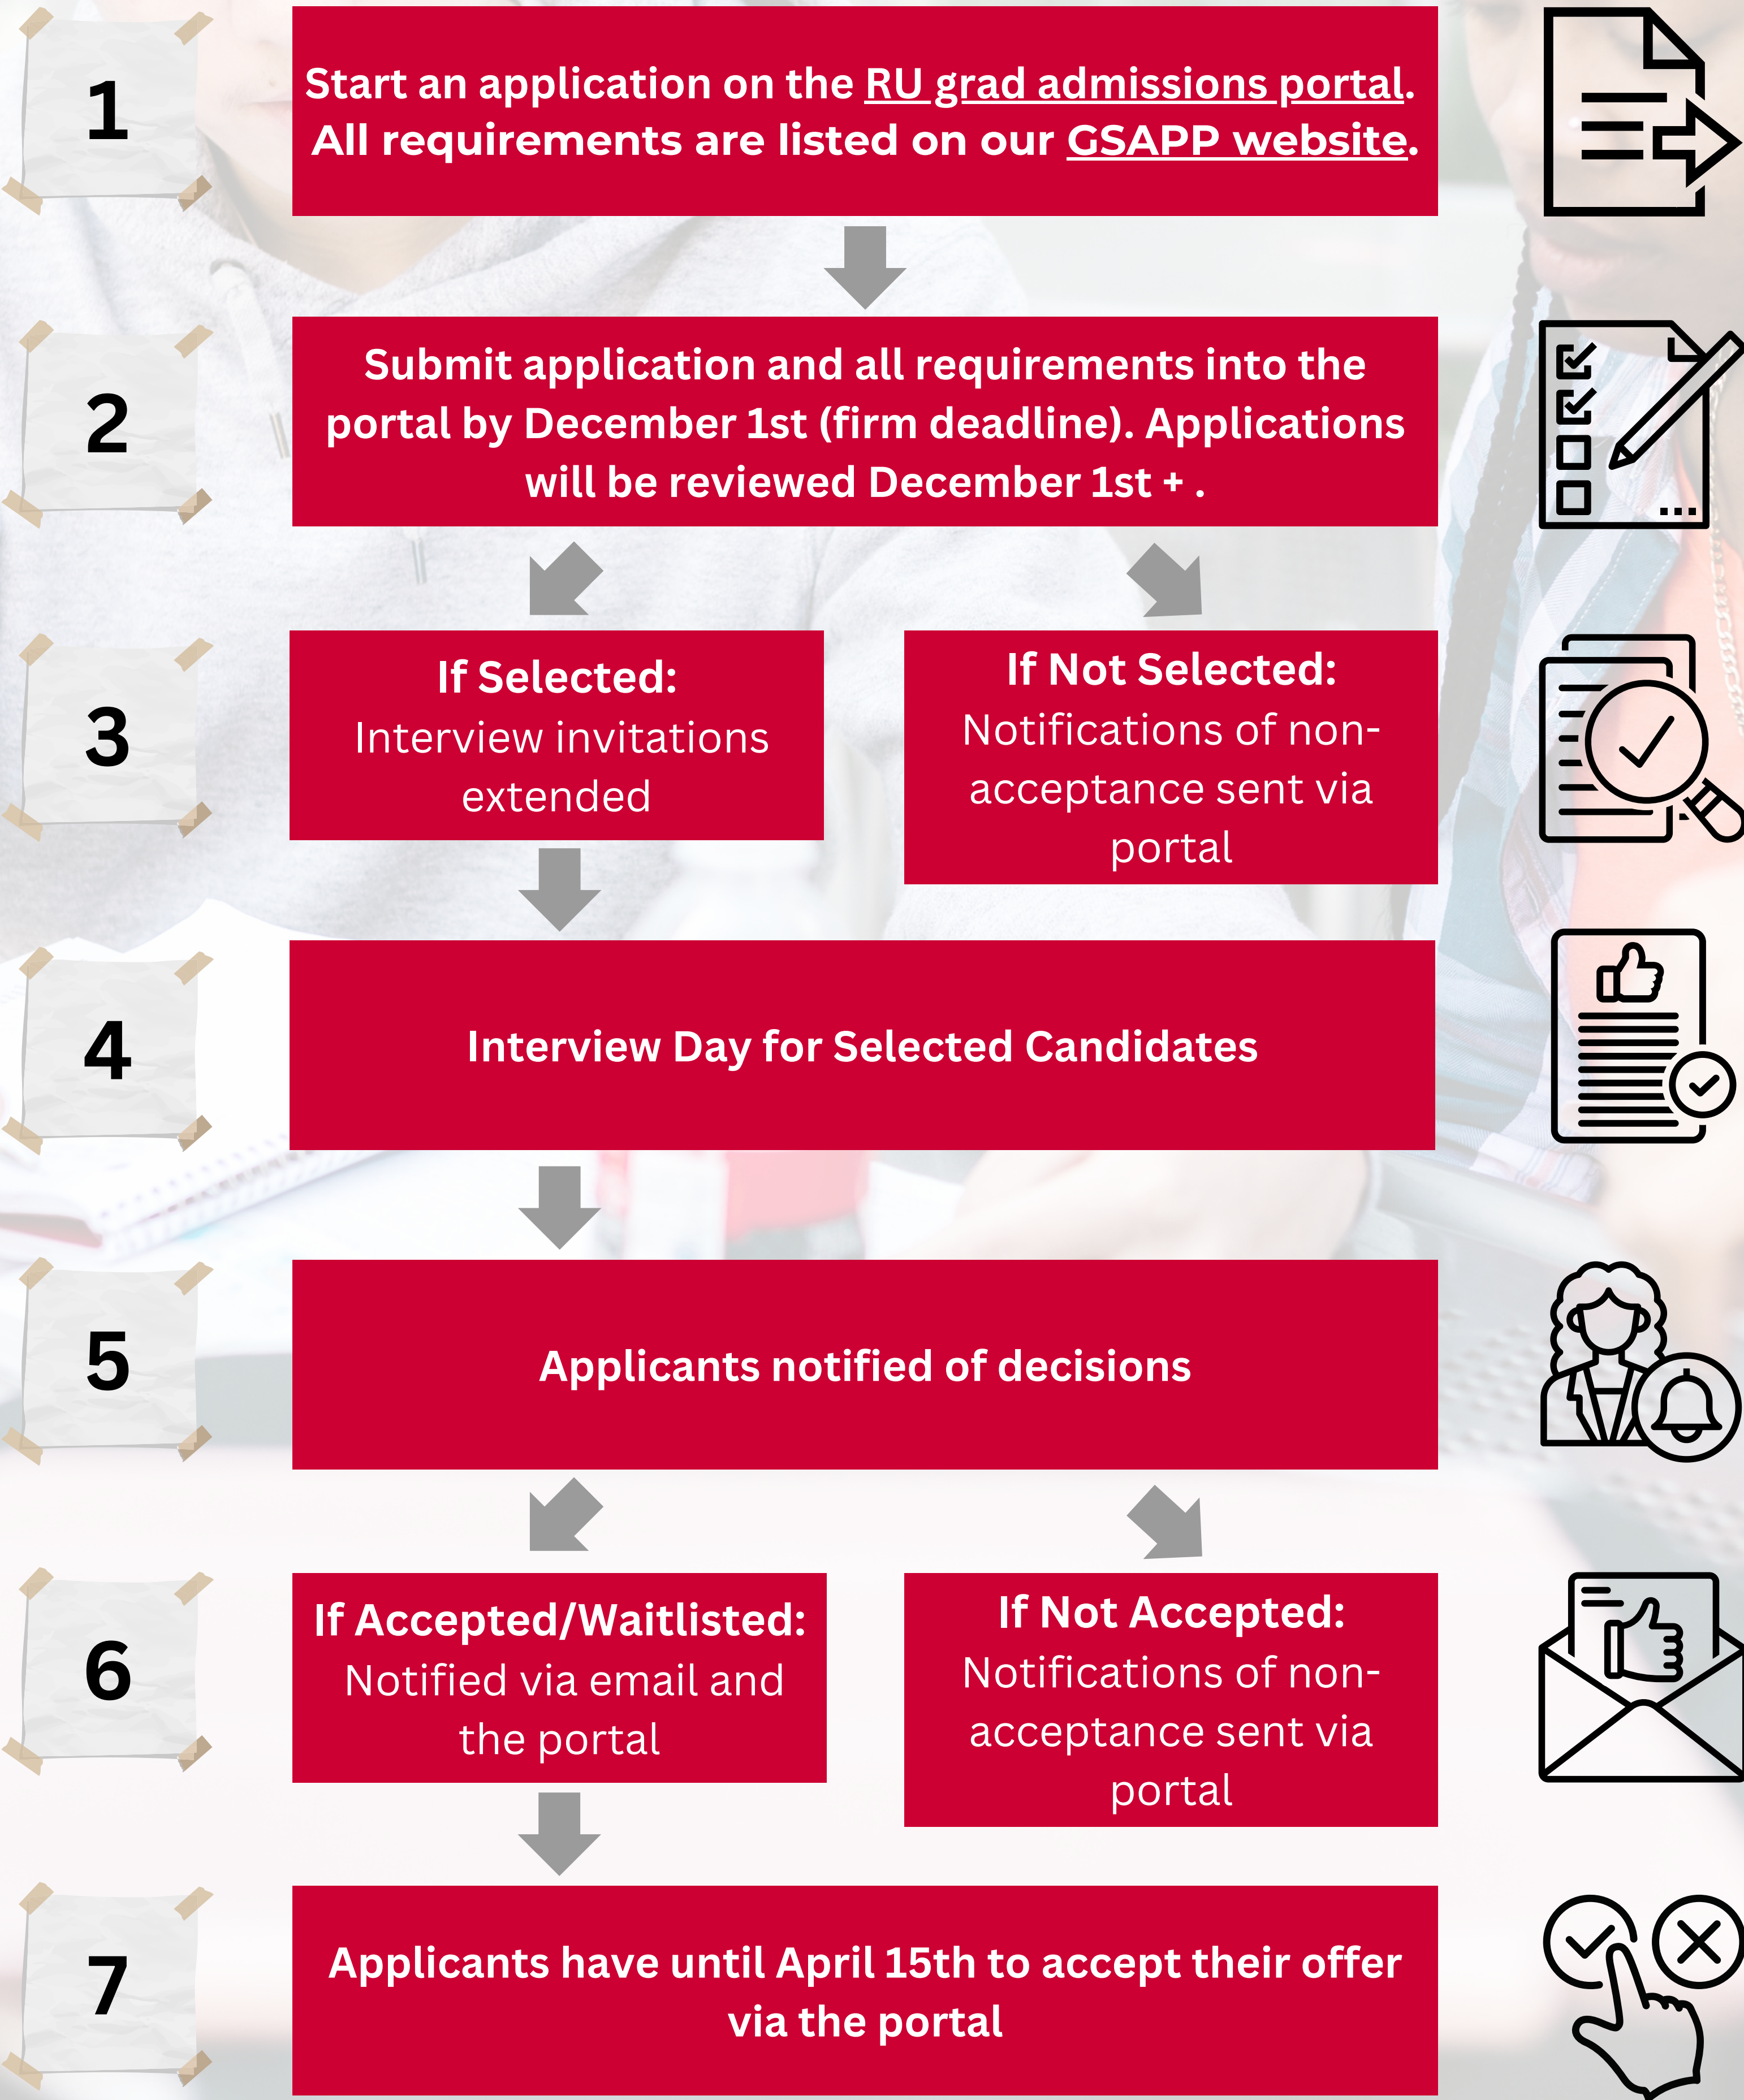 1
Start an application on the RU grad admissions portal.
All requirements are listed on our GSAPP website.
2
Submit application and all requirements into the
portal by December 1st (firm deadline). Applications
will be reviewed December 1st + .
3
If Selected:
Interview invitations
extended
If Not Selected:
Notifications of non-
acceptance sent via
portal
4
Interview Day for Selected Candidates
5
Applicants notified of decisions
6
If Accepted/Waitlisted:
Notified via email and
the portal
If Not Accepted:
Notifications of non-
acceptance sent via
portal
7
Applicants have until April 15th to accept their offer
via the portal